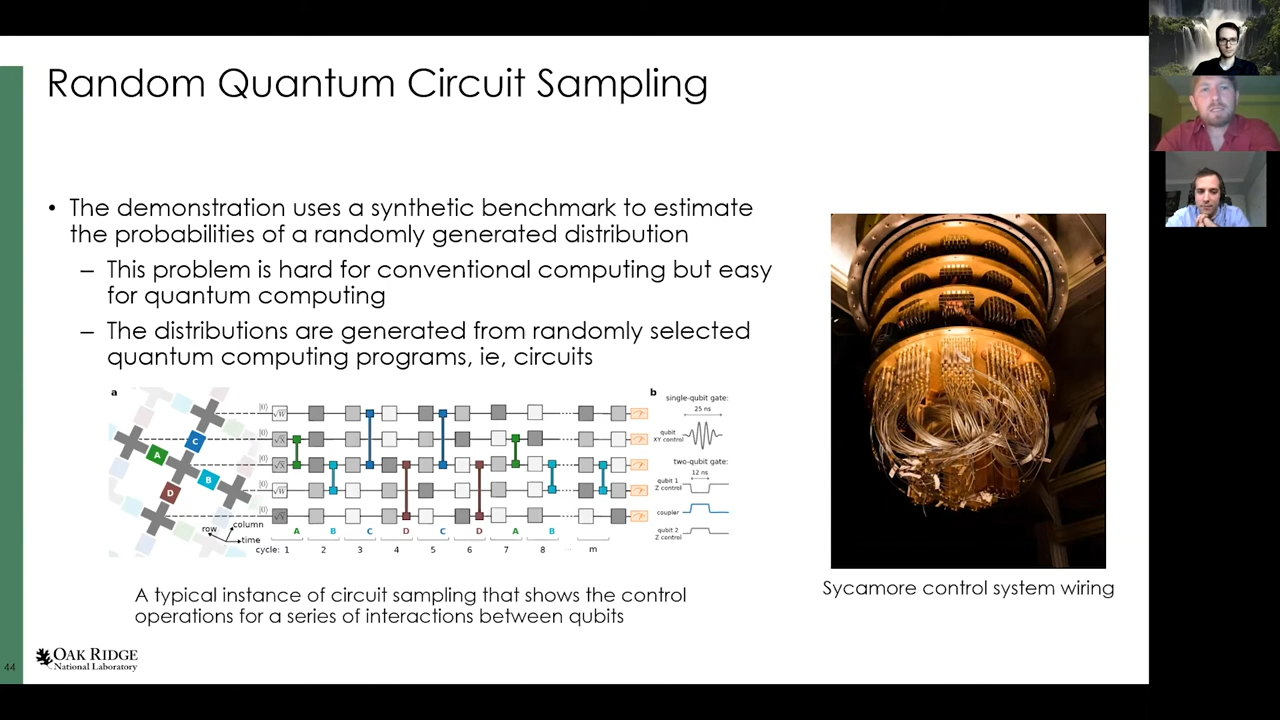 Random Quantum Circuit Sampling
• The demonstration uses a synthetic benchmark to estimate
the probabilities of a randomly generated distribution
– This problem is hard for conventional computing but easy
for quantum computing
– The distributions are generated from randomly selected
quantum computing programs, ie, circuits
a
|0⟩
|0⟩
|0⟩
|0⟩
|0⟩
√W
√X
√X
√W
√Y
C
A
B
D
row
column
time
A B C D C D A B
cycle: 1 2 3 4 5 6 7 8 ... m
b
single-qubit gate:
25 ns
qubit
XY control
two-qubit gate:
12 ns
qubit 1
Z control
coupler
qubit 2
Z control
A typical instance of circuit sampling that shows the control
operations for a series of interactions between qubits
Sycamore control system wiring
44
OAK RIDGE
National Laboratory